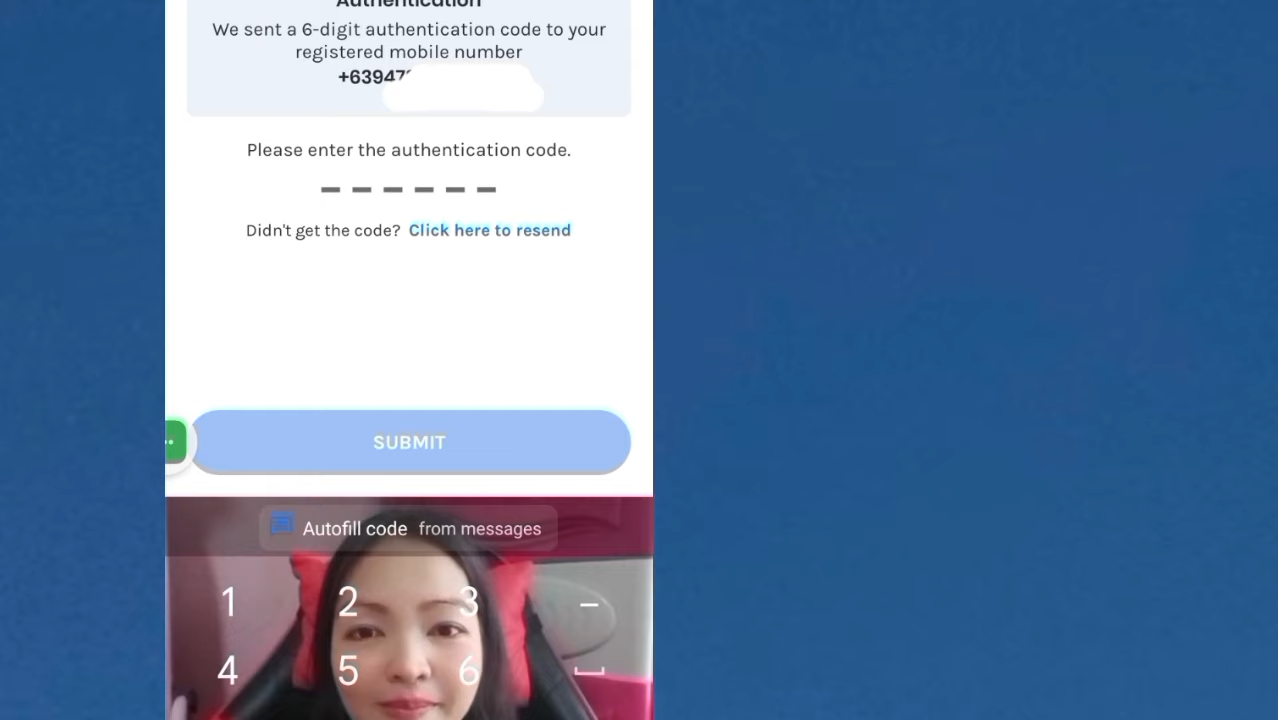 Authentication
We sent a 6-digit authentication code to your
registered mobile number
+63947
Please enter the authentication code.
Didn't get the code? Click here to resend
SUBMIT
Autofill code from messages
1 2 3 –
4 5 6